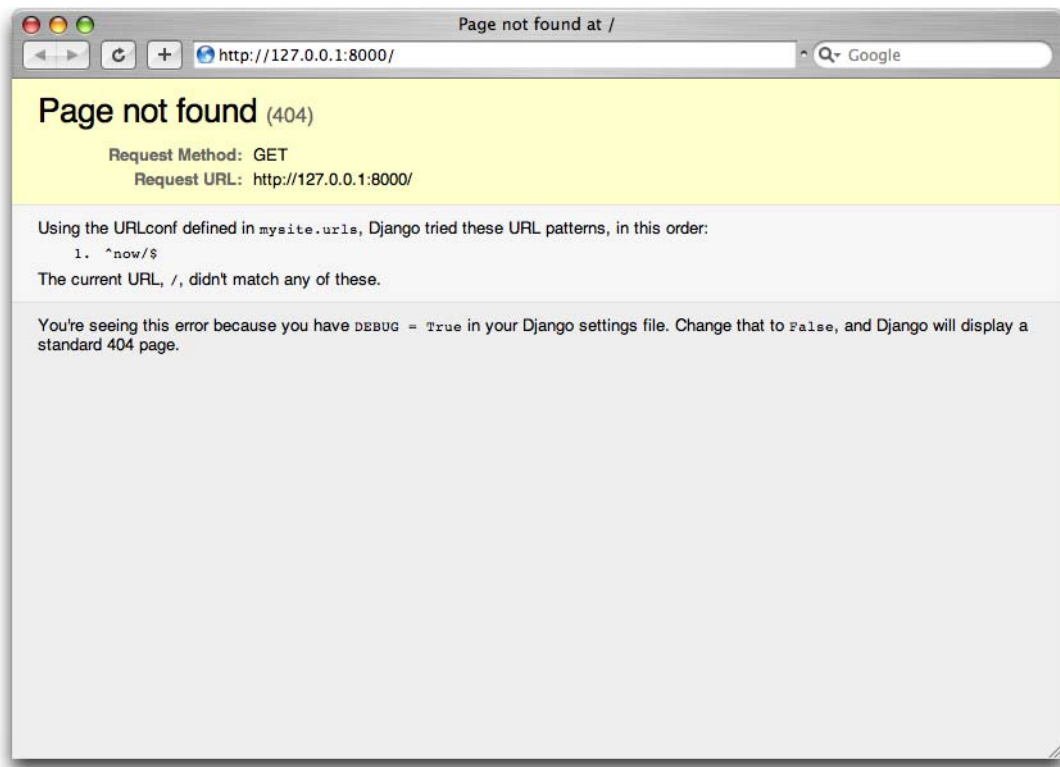 Page not found at /
http://127.0.0.1:8000/
Google
Page not found (404)
Request Method: GET
Request URL: http://127.0.0.1:8000/
Using the URLconf defined in mysite.urls, Django tried these URL patterns, in this order:
1. ^now/$
The current URL, /, didn't match any of these.
You're seeing this error because you have DEBUG = True in your Django settings file. Change that to False, and Django will display a
standard 404 page.